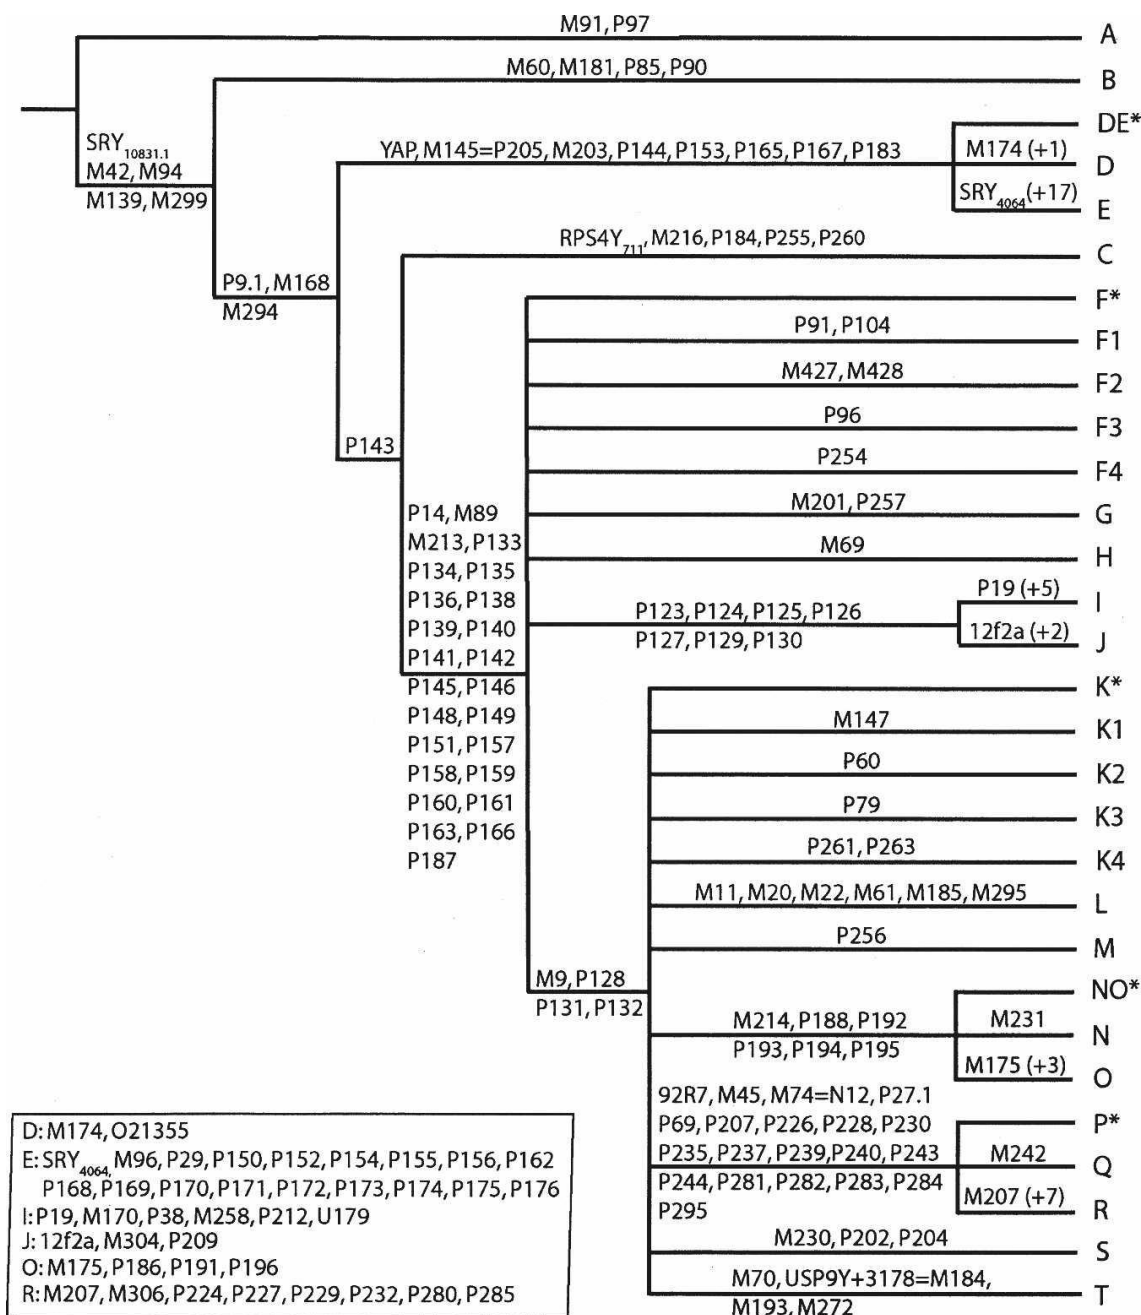 M91, P97
A
M60, M181, P85, P90
B
SRY10831.1
M42, M94
M139, M299
DE*
YAP, M145=P205, M203, P144, P153, P165, P167, P183
M174 (+1)
D
SRY4064(+17)
E
RPS4Y711, M216, P184, P255, P260
C
P9.1, M168
M294
F*
P91, P104
F1
M427, M428
F2
P96
F3
P143
P254
F4
M201, P257
G
M69
H
P14, M89
M213, P133
P134, P135
P136, P138
P139, P140
P141, P142
P145, P146
P148, P149
P151, P157
P158, P159
P160, P161
P163, P166
P187
P123, P124, P125, P126
P127, P129, P130
P19 (+5)
I
12f2a (+2)
J
K*
M147
K1
P60
K2
P79
K3
P261, P263
K4
M11, M20, M22, M61, M185, M295
L
P256
M
M9, P128
P131, P132
NO*
M214, P188, P192
P193, P194, P195
M231
N
M175 (+3)
O
92R7, M45, M74=N12, P27.1
P69, P207, P226, P228, P230
P235, P237, P239, P240, P243
P244, P281, P282, P283, P284
P295
P*
M242
Q
M207 (+7)
R
M230, P202, P204
S
M70, USP9Y+3178=M184,
M193, M272
T
D: M174, O21355
E: SRY4064, M96, P29, P150, P152, P154, P155, P156, P162
P168, P169, P170, P171, P172, P173, P174, P175, P176
I: P19, M170, P38, M258, P212, U179
J: 12f2a, M304, P209
O: M175, P186, P191, P196
R: M207, M306, P224, P227, P229, P232, P280, P285